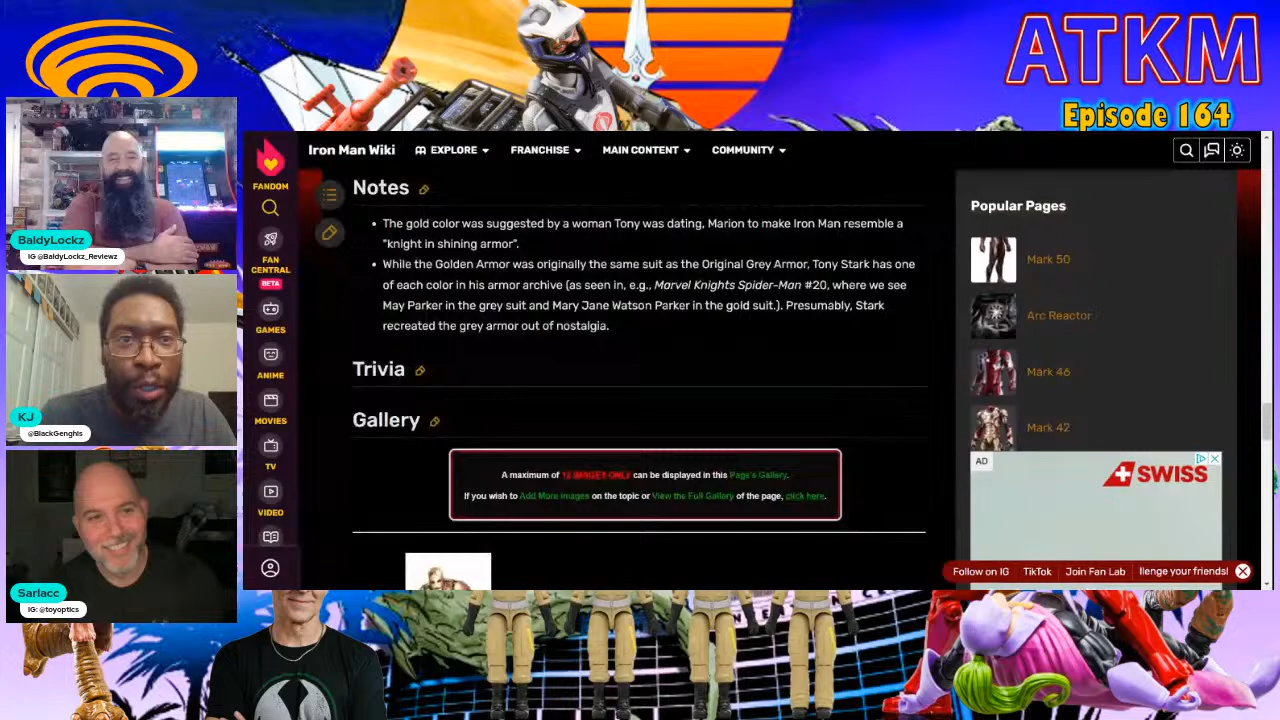 ATKM
Episode 164
BaldyLockz
IG @BaldyLockz_Reviewz
KJ
@BlackGenghis
Sarlacc
IG: @toyoptics
FANDOM
FAN
CENTRAL
BETA
GAMES
ANIME
MOVIES
TV
VIDEO
Iron Man Wiki
EXPLORE
FRANCHISE
MAIN CONTENT
COMMUNITY
Notes
• The gold color was suggested by a woman Tony was dating, Marion to make Iron Man resemble a
"knight in shining armor".
• While the Golden Armor was originally the same suit as the Original Grey Armor, Tony Stark has one
of each color in his armor archive (as seen in, e.g., Marvel Knights Spider-Man #20, where we see
May Parker in the grey suit and Mary Jane Watson Parker in the gold suit.). Presumably, Stark
recreated the grey armor out of nostalgia.
Trivia
Gallery
A maximum of 12 IMAGES ONLY can be displayed in this Page's Gallery.
If you wish to Add More Images on the topic or View the Full Gallery of the page, click here.
Popular Pages
Mark 50
Arc Reactor
Mark 46
Mark 42
AD
SWISS
Follow on IG
TikTok
Join Fan Lab
llenge your friends!